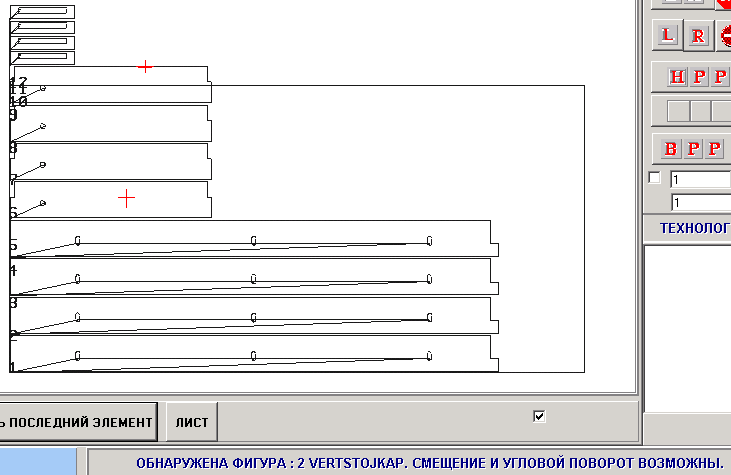 L R
12
11
10
H P P
9
8
B P P
7
1
6
1
ТЕХНОЛОГ
5
4
3
2
1
Ь ПОСЛЕДНИЙ ЭЛЕМЕНТ ЛИСТ
ОБНАРУЖЕНА ФИГУРА : 2 VERTSTOJKAP. СМЕЩЕНИЕ И УГЛОВОЙ ПОВОРОТ ВОЗМОЖНЫ.